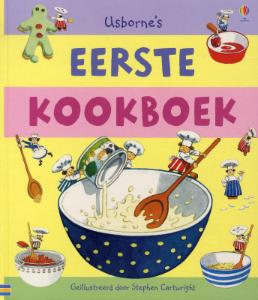 Usborne's
EERSTE
KOOKBOEK
Geïllustreerd door Stephen Cartwright